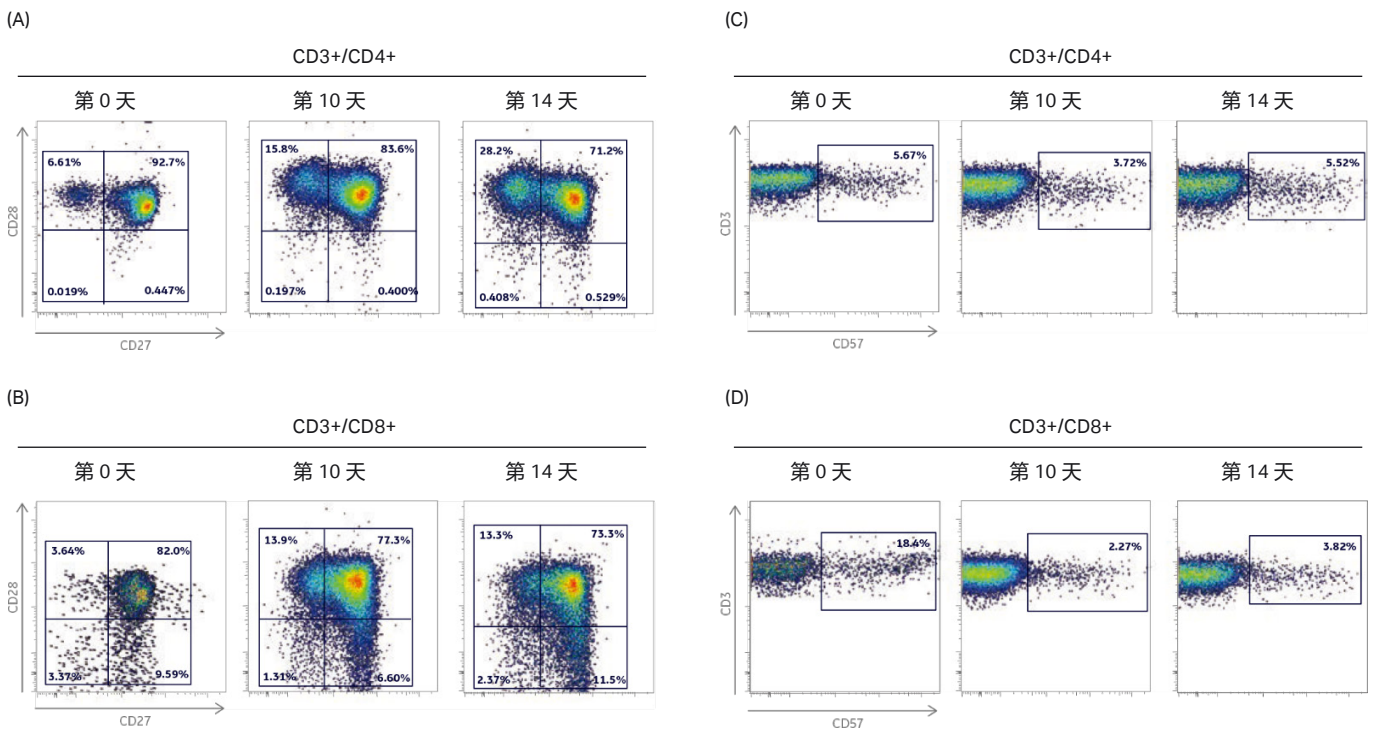 (A)
CD3+/CD4+
第 0 天
第 10 天
第 14 天
6.61%
92.7%
0.019%
0.447%
15.8%
83.6%
0.197%
0.400%
28.2%
71.2%
0.408%
0.529%
CD28
CD27
(B)
CD3+/CD8+
第 0 天
第 10 天
第 14 天
3.64%
82.0%
3.37%
9.59%
13.9%
77.3%
1.31%
6.60%
13.3%
73.3%
2.37%
11.5%
CD28
CD27
(C)
CD3+/CD4+
第 0 天
第 10 天
第 14 天
5.67%
3.72%
5.52%
CD3
CD57
(D)
CD3+/CD8+
第 0 天
第 10 天
第 14 天
18.4%
2.27%
3.82%
CD3
CD57